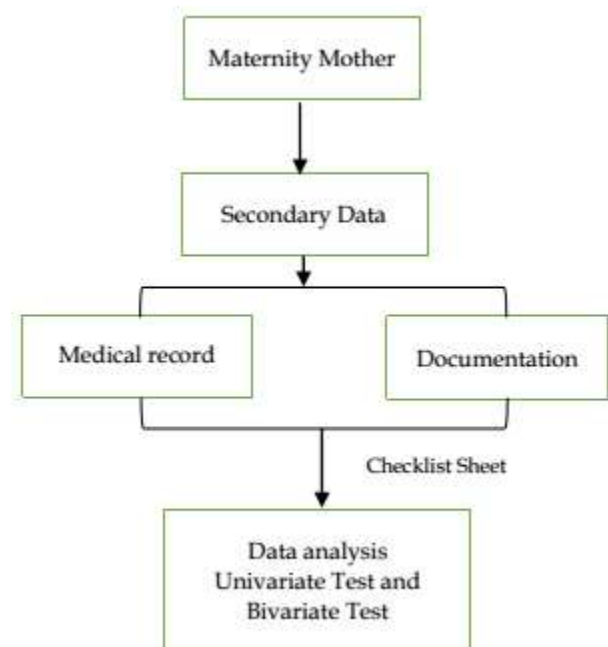 Maternity Mother
Secondary Data
Medical record
Documentation
Checklist Sheet
Data analysis
Univariate Test and
Bivariate Test